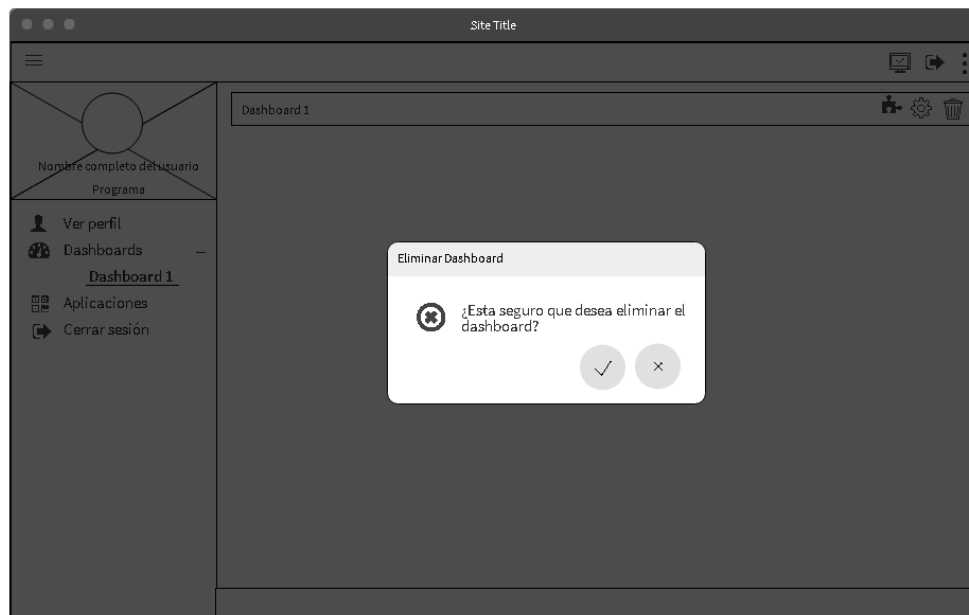 Site Title
Dashboard 1
Nombre completo del usuario
Programa
Ver perfil
Dashboards
Dashboard 1
Aplicaciones
Cerrar sesión
Eliminar Dashboard
¿Esta seguro que desea eliminar el
dashboard?